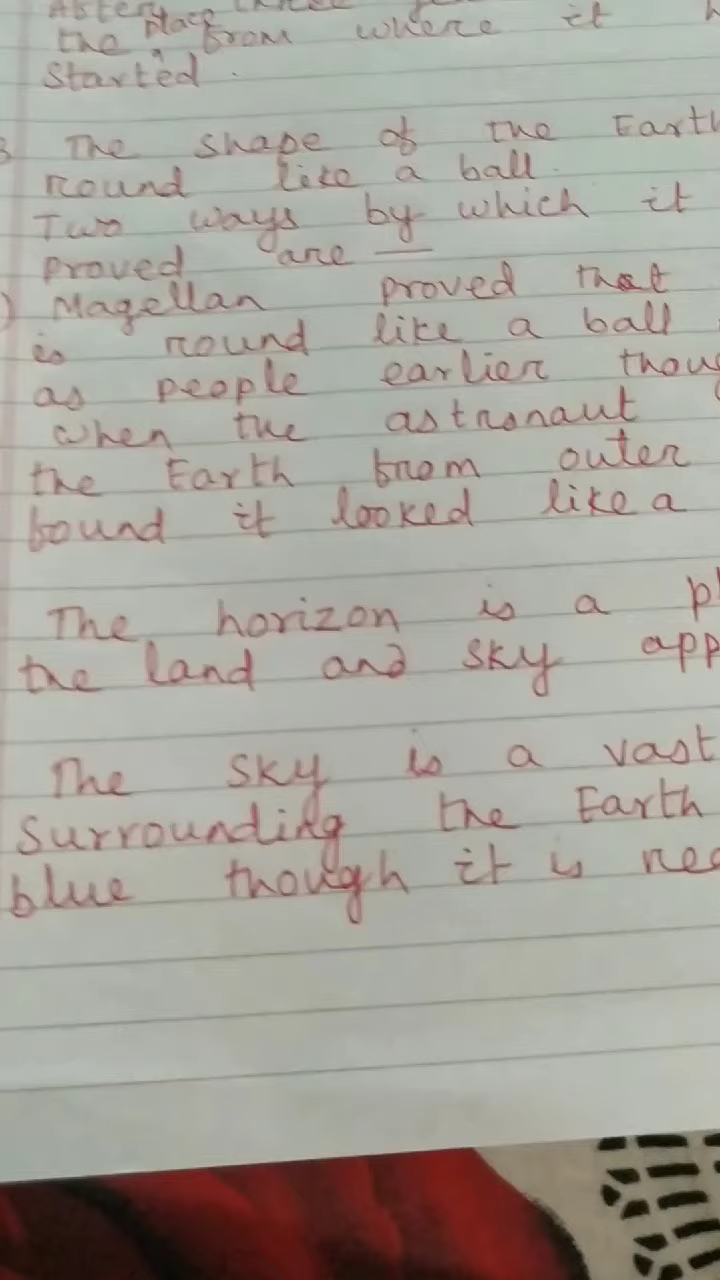 After
the place from where it
started.
3 The shape of the Earth
round like a ball.
Two ways by which it
proved are —
) Magellan proved that
is round like a ball
as people earlier thou
when the astronaut
the Earth from outer
found it looked like a
The horizon is a pl
the land and sky app
The sky is a vast
surrounding the Earth
blue though it is